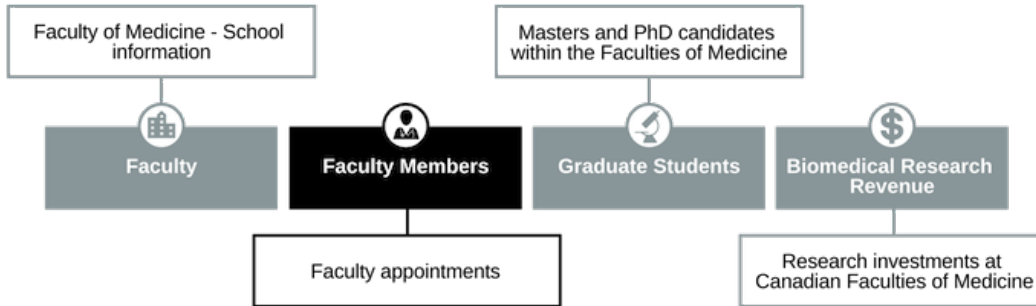 Faculty of Medicine - School
information
Masters and PhD candidates
within the Faculties of Medicine
Faculty
Faculty Members
Graduate Students
Biomedical Research
Revenue
Faculty appointments
Research investments at
Canadian Faculties of Medicine